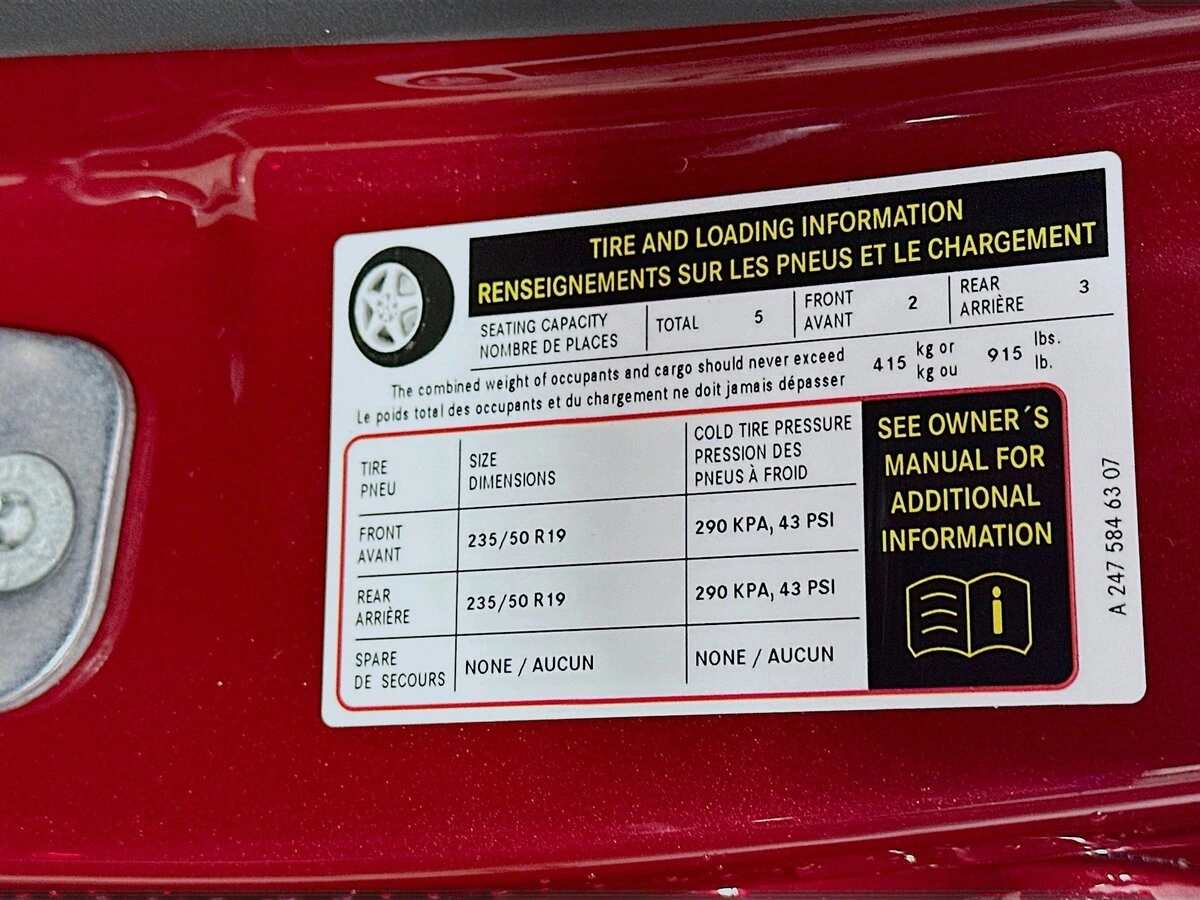 TIRE AND LOADING INFORMATION
RENSEIGNEMENTS SUR LES PNEUS ET LE CHARGEMENT
SEATING CAPACITY
NOMBRE DE PLACES
TOTAL 5
FRONT
AVANT
2
REAR
ARRIÈRE
3
The combined weight of occupants and cargo should never exceed
Le poids total des occupants et du chargement ne doit jamais dépasser
415
kg or
kg ou
915
lbs.
lb.
TIRE
PNEU
SIZE
DIMENSIONS
COLD TIRE PRESSURE
PRESSION DES
PNEUS À FROID
FRONT
AVANT
235/50 R19
290 KPA, 43 PSI
REAR
ARRIÈRE
235/50 R19
290 KPA, 43 PSI
SPARE
DE SECOURS
NONE / AUCUN
NONE / AUCUN
SEE OWNER´S
MANUAL FOR
ADDITIONAL
INFORMATION
i
A 247 584 63 07